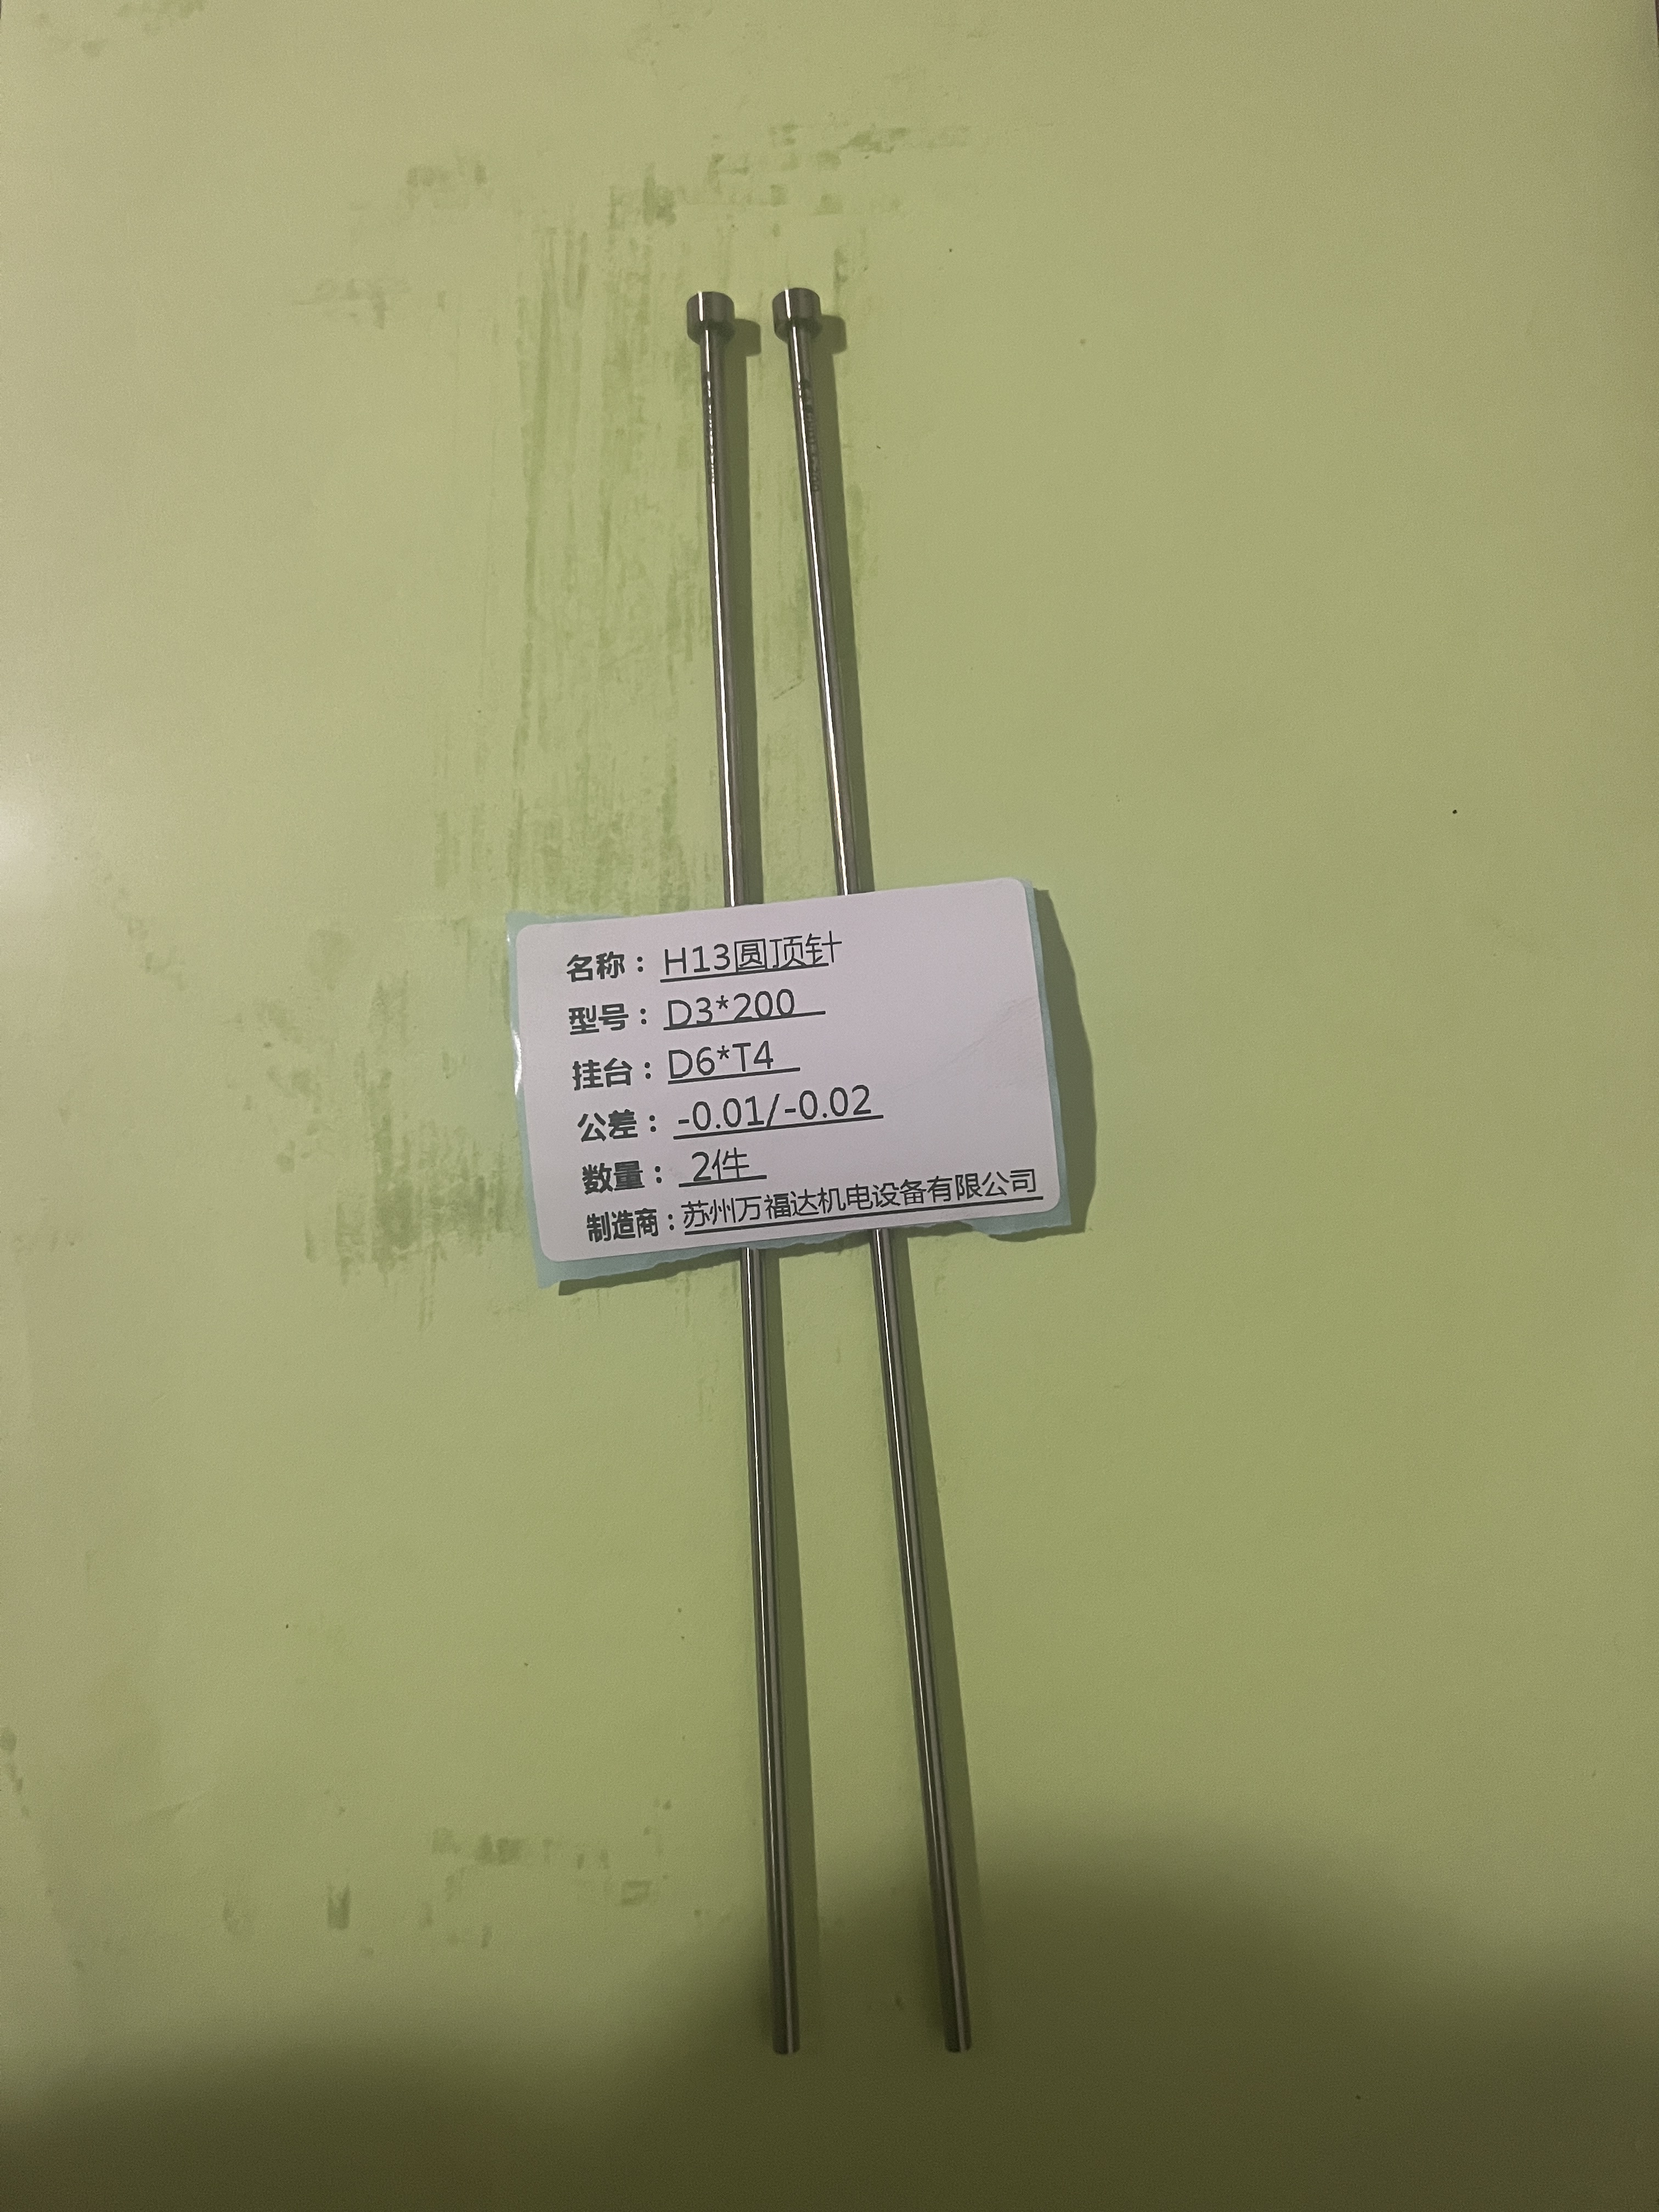 名称：H13圆顶针
型号：D3*200
挂台：D6*T4
公差：-0.01/-0.02
数量：2件
制造商：苏州万福达机电设备有限公司